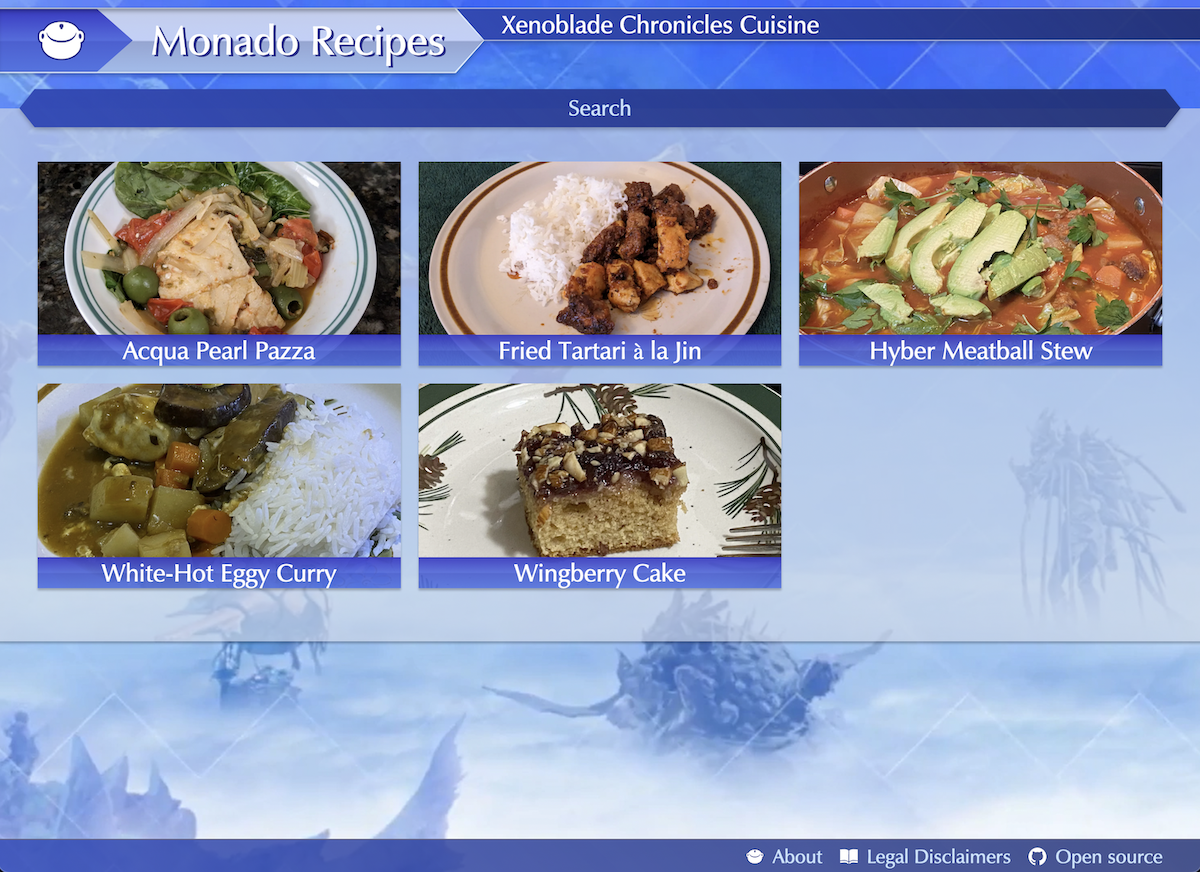 Monado Recipes
Xenoblade Chronicles Cuisine
Search
Acqua Pearl Pazza
Fried Tartari à la Jin
Hyber Meatball Stew
White-Hot Eggy Curry
Wingberry Cake
About
Legal Disclaimers
Open source